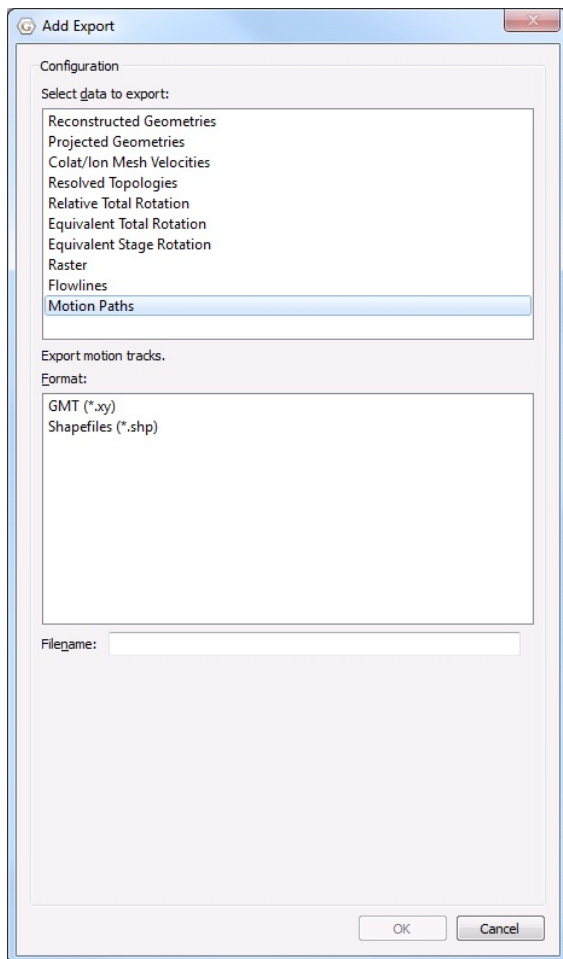 Add Export
Configuration
Select data to export:
Reconstructed Geometries
Projected Geometries
Colat/lon Mesh Velocities
Resolved Topologies
Relative Total Rotation
Equivalent Total Rotation
Equivalent Stage Rotation
Raster
Flowlines
Motion Paths
Export motion tracks.
Format:
GMT (*.xy)
Shapefiles (*.shp)
Filename:
OK
Cancel